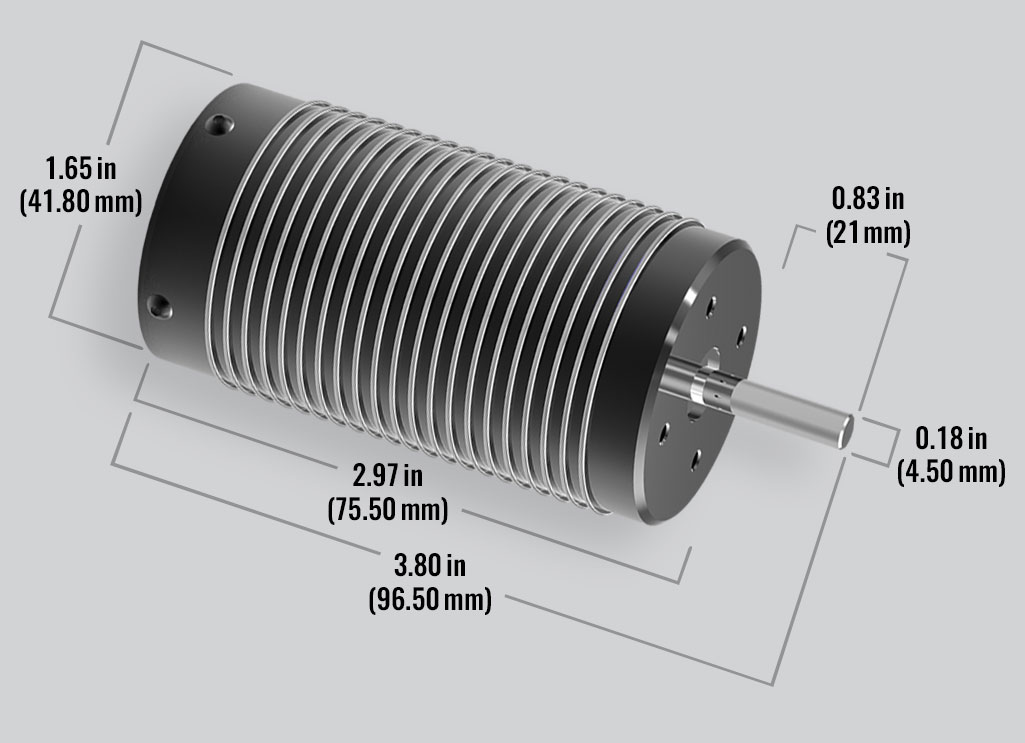 1.65 in
(41.80 mm)
0.83 in
(21 mm)
0.18 in
(4.50 mm)
2.97 in
(75.50 mm)
3.80 in
(96.50 mm)